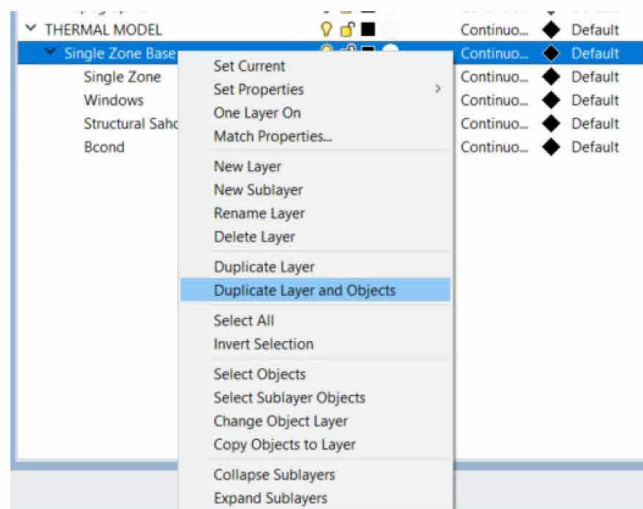 THERMAL MODEL Continuo... Default
Single Zone Base Continuo... Default
Single Zone Continuo... Default
Windows Continuo... Default
Structural Continuo... Default
Bcond Continuo... Default
Set Current
Set Properties >
One Layer On
Match Properties...
New Layer
New Sublayer
Rename Layer
Delete Layer
Duplicate Layer
Duplicate Layer and Objects
Select All
Invert Selection
Select Objects
Select Sublayer Objects
Change Object Layer
Copy Objects to Layer
Collapse Sublayers
Expand Sublayers